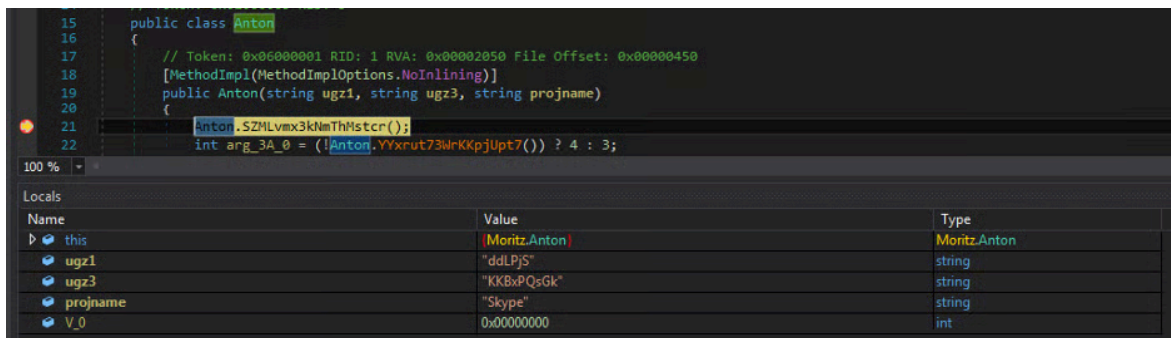 15 public class Anton
16 {
17 // Token: 0x06000001 RID: 1 RVA: 0x00002050 File Offset: 0x00000450
18 [MethodImpl(MethodImplOptions.NoInlining)]
19 public Anton(string ugz1, string ugz3, string projname)
20 {
21 Anton.SZMLvmx3kNmThMstcr();
22 int arg_3A_0 = (!Anton.YYxrut73WrKKpjUpt7()) ? 4 : 3;
100 %
Locals
Name Value Type
this {Moritz.Anton} Moritz.Anton
ugz1 "ddLPjS" string
ugz3 "KKBxPQsGk" string
projname "Skype" string
V_0 0x00000000 int